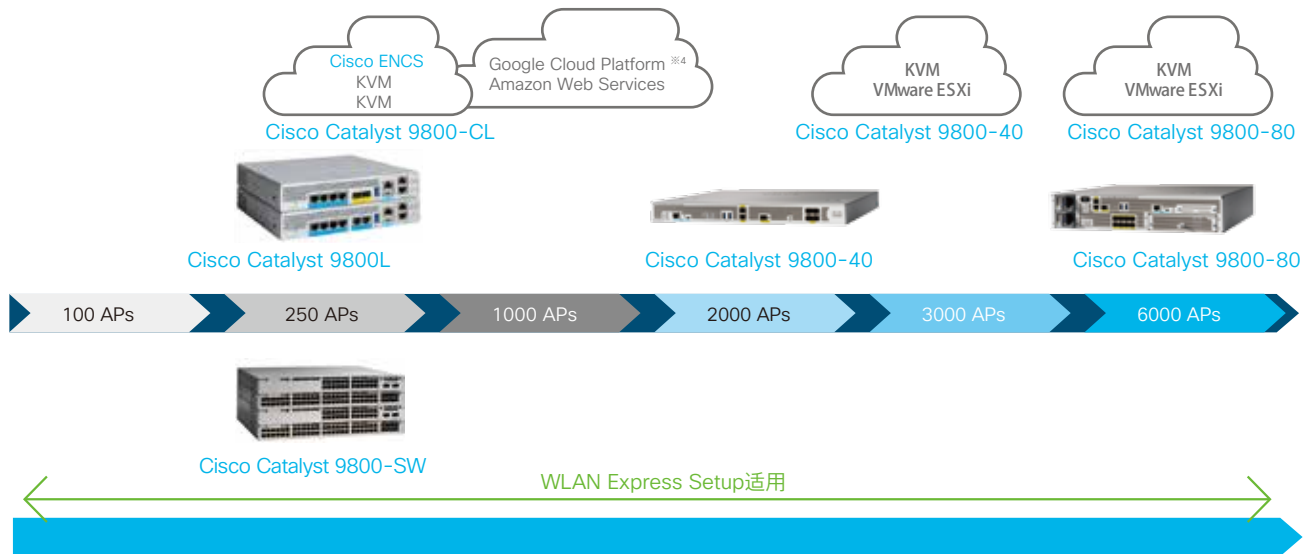 Cisco ENCS
KVM
KVM
Google Cloud Platform ※4
Amazon Web Services
KVM
VMware ESXi
KVM
VMware ESXi
Cisco Catalyst 9800-CL
Cisco Catalyst 9800-40
Cisco Catalyst 9800-80
Cisco Catalyst 9800L
Cisco Catalyst 9800-40
Cisco Catalyst 9800-80
100 APs
250 APs
1000 APs
2000 APs
3000 APs
6000 APs
Cisco Catalyst 9800-SW
WLAN Express Setup适用